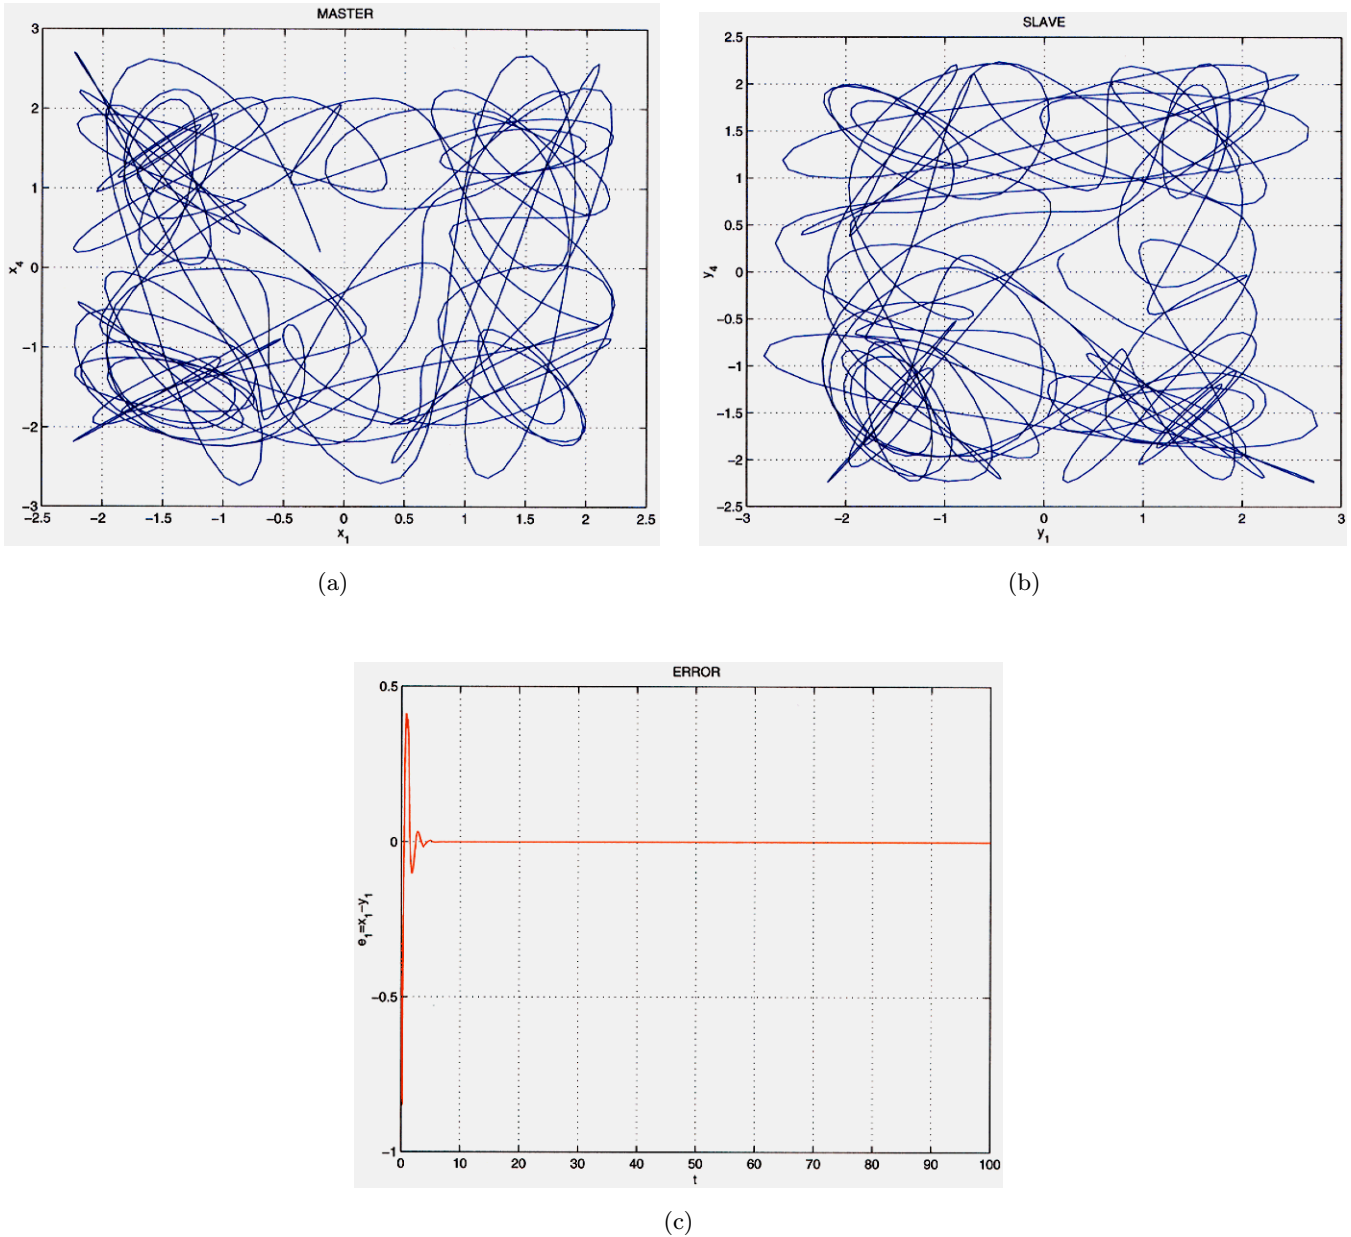 MASTER
3
2
1
0
−1
−2
−3
x4
−2.5 −2 −1.5 −1 −0.5 0 0.5 1 1.5 2 2.5
x1
(a)
SLAVE
2.5
2
1.5
1
0.5
0
−0.5
−1
−1.5
−2
−2.5
y4
−3 −2 −1 0 1 2 3
y1
(b)
ERROR
0.5
0
−0.5
−1
e1=x1−y1
0 10 20 30 40 50 60 70 80 90 100
t
(c)